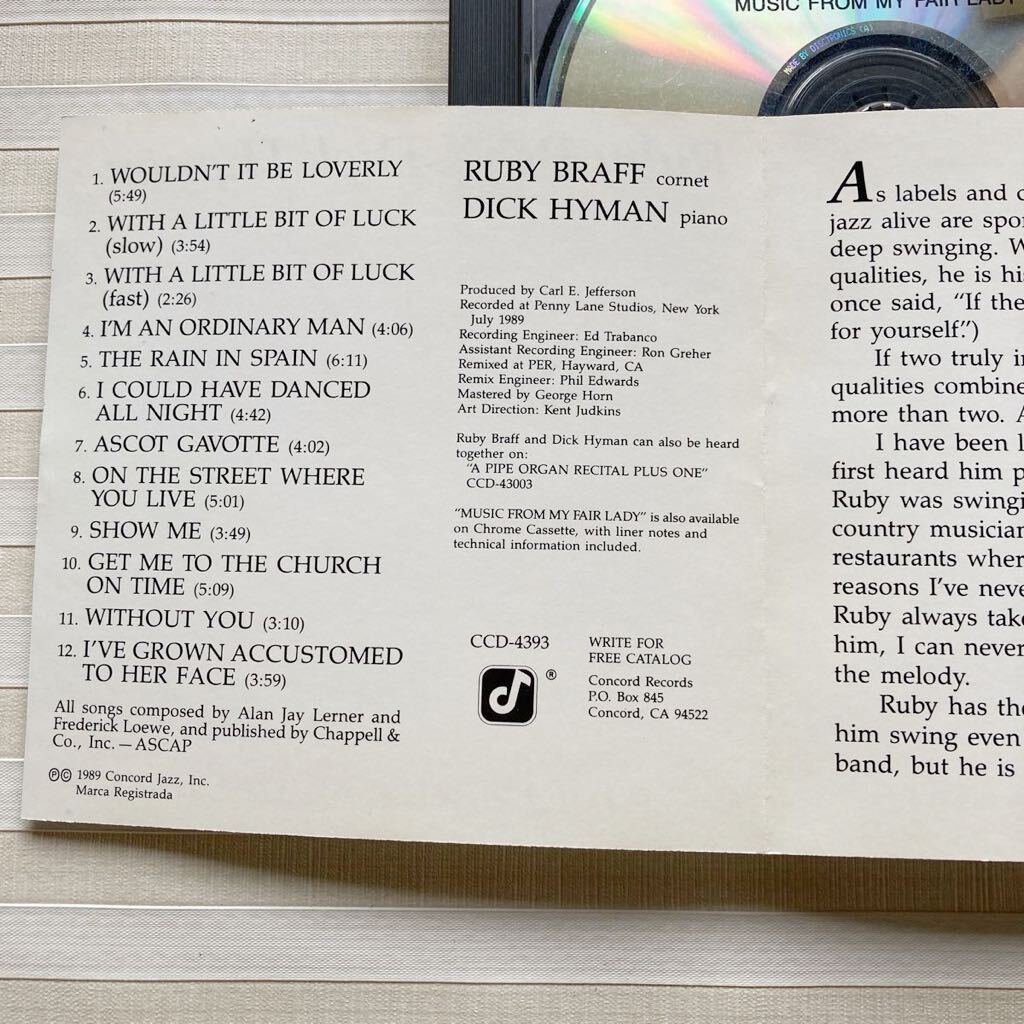 MUSIC FROM MY FAIR LADY
MADE BY DISCTRONICS (A)
1. WOULDN'T IT BE LOVERLY
(5:49)
2. WITH A LITTLE BIT OF LUCK
(slow) (3:54)
3. WITH A LITTLE BIT OF LUCK
(fast) (2:26)
4. I'M AN ORDINARY MAN (4:06)
5. THE RAIN IN SPAIN (6:11)
6. I COULD HAVE DANCED
ALL NIGHT (4:42)
7. ASCOT GAVOTTE (4:02)
8. ON THE STREET WHERE
YOU LIVE (5:01)
9. SHOW ME (3:49)
10. GET ME TO THE CHURCH
ON TIME (5:09)
11. WITHOUT YOU (3:10)
12. I'VE GROWN ACCUSTOMED
TO HER FACE (3:59)
All songs composed by Alan Jay Lerner and
Frederick Loewe, and published by Chappell &
Co., Inc. — ASCAP
℗© 1989 Concord Jazz, Inc.
Marca Registrada
RUBY BRAFF cornet
DICK HYMAN piano
Produced by Carl E. Jefferson
Recorded at Penny Lane Studios, New York
July 1989
Recording Engineer: Ed Trabanco
Assistant Recording Engineer: Ron Greher
Remixed at PER, Hayward, CA
Remix Engineer: Phil Edwards
Mastered by George Horn
Art Direction: Kent Judkins
Ruby Braff and Dick Hyman can also be heard
together on:
"A PIPE ORGAN RECITAL PLUS ONE"
CCD-43003
"MUSIC FROM MY FAIR LADY" is also available
on Chrome Cassette, with liner notes and
technical information included.
CCD-4393
®
WRITE FOR
FREE CATALOG
Concord Records
P.O. Box 845
Concord, CA 94522
As labels and
jazz alive are
deep swinging.
qualities, he is
once said, "If
for yourself.")
If two truly
qualities
more than two.
I have been
first heard him
Ruby was
country
restaurants
reasons I've
Ruby always
him, I can
the melody.
Ruby has
him swing even
band, but he is